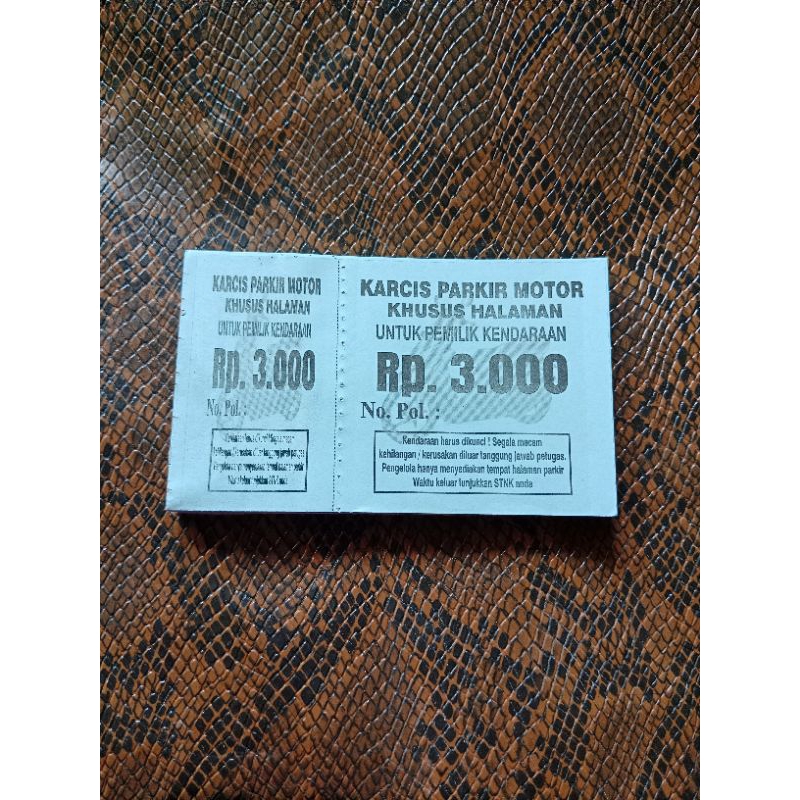 KARCIS PARKIR MOTOR
KHUSUS HALAMAN
UNTUK PEMILIK KENDARAAN
Rp. 3.000
No. Pol. :
KARCIS PARKIR MOTOR
KHUSUS HALAMAN
UNTUK PEMILIK KENDARAAN
Rp. 3.000
No. Pol. :
Kendaraan harus dikunci ! Segala macam
kehilangan / kerusakan diluar tanggung jawab petugas.
Pengelola hanya menyediakan tempat halaman parkir
Waktu keluar tunjukkan STNK anda